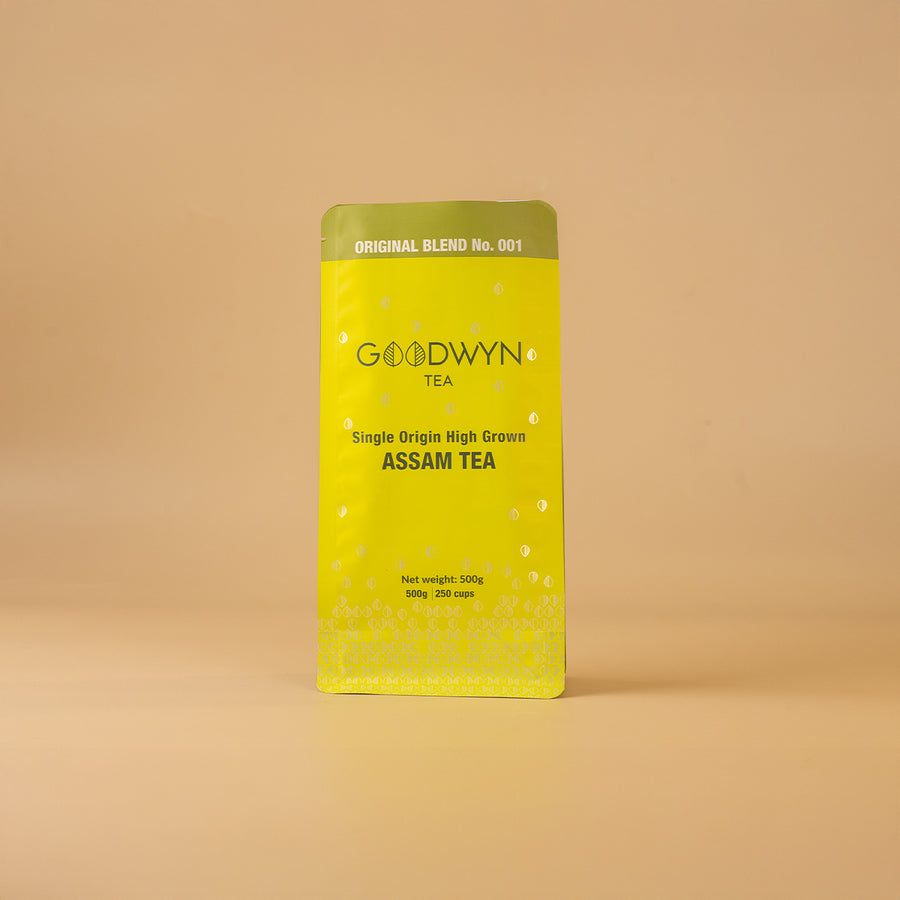 ORIGINAL BLEND No. 001
GOODWYN
TEA
Single Origin High Grown
ASSAM TEA
Net weight: 500g
500g | 250 cups